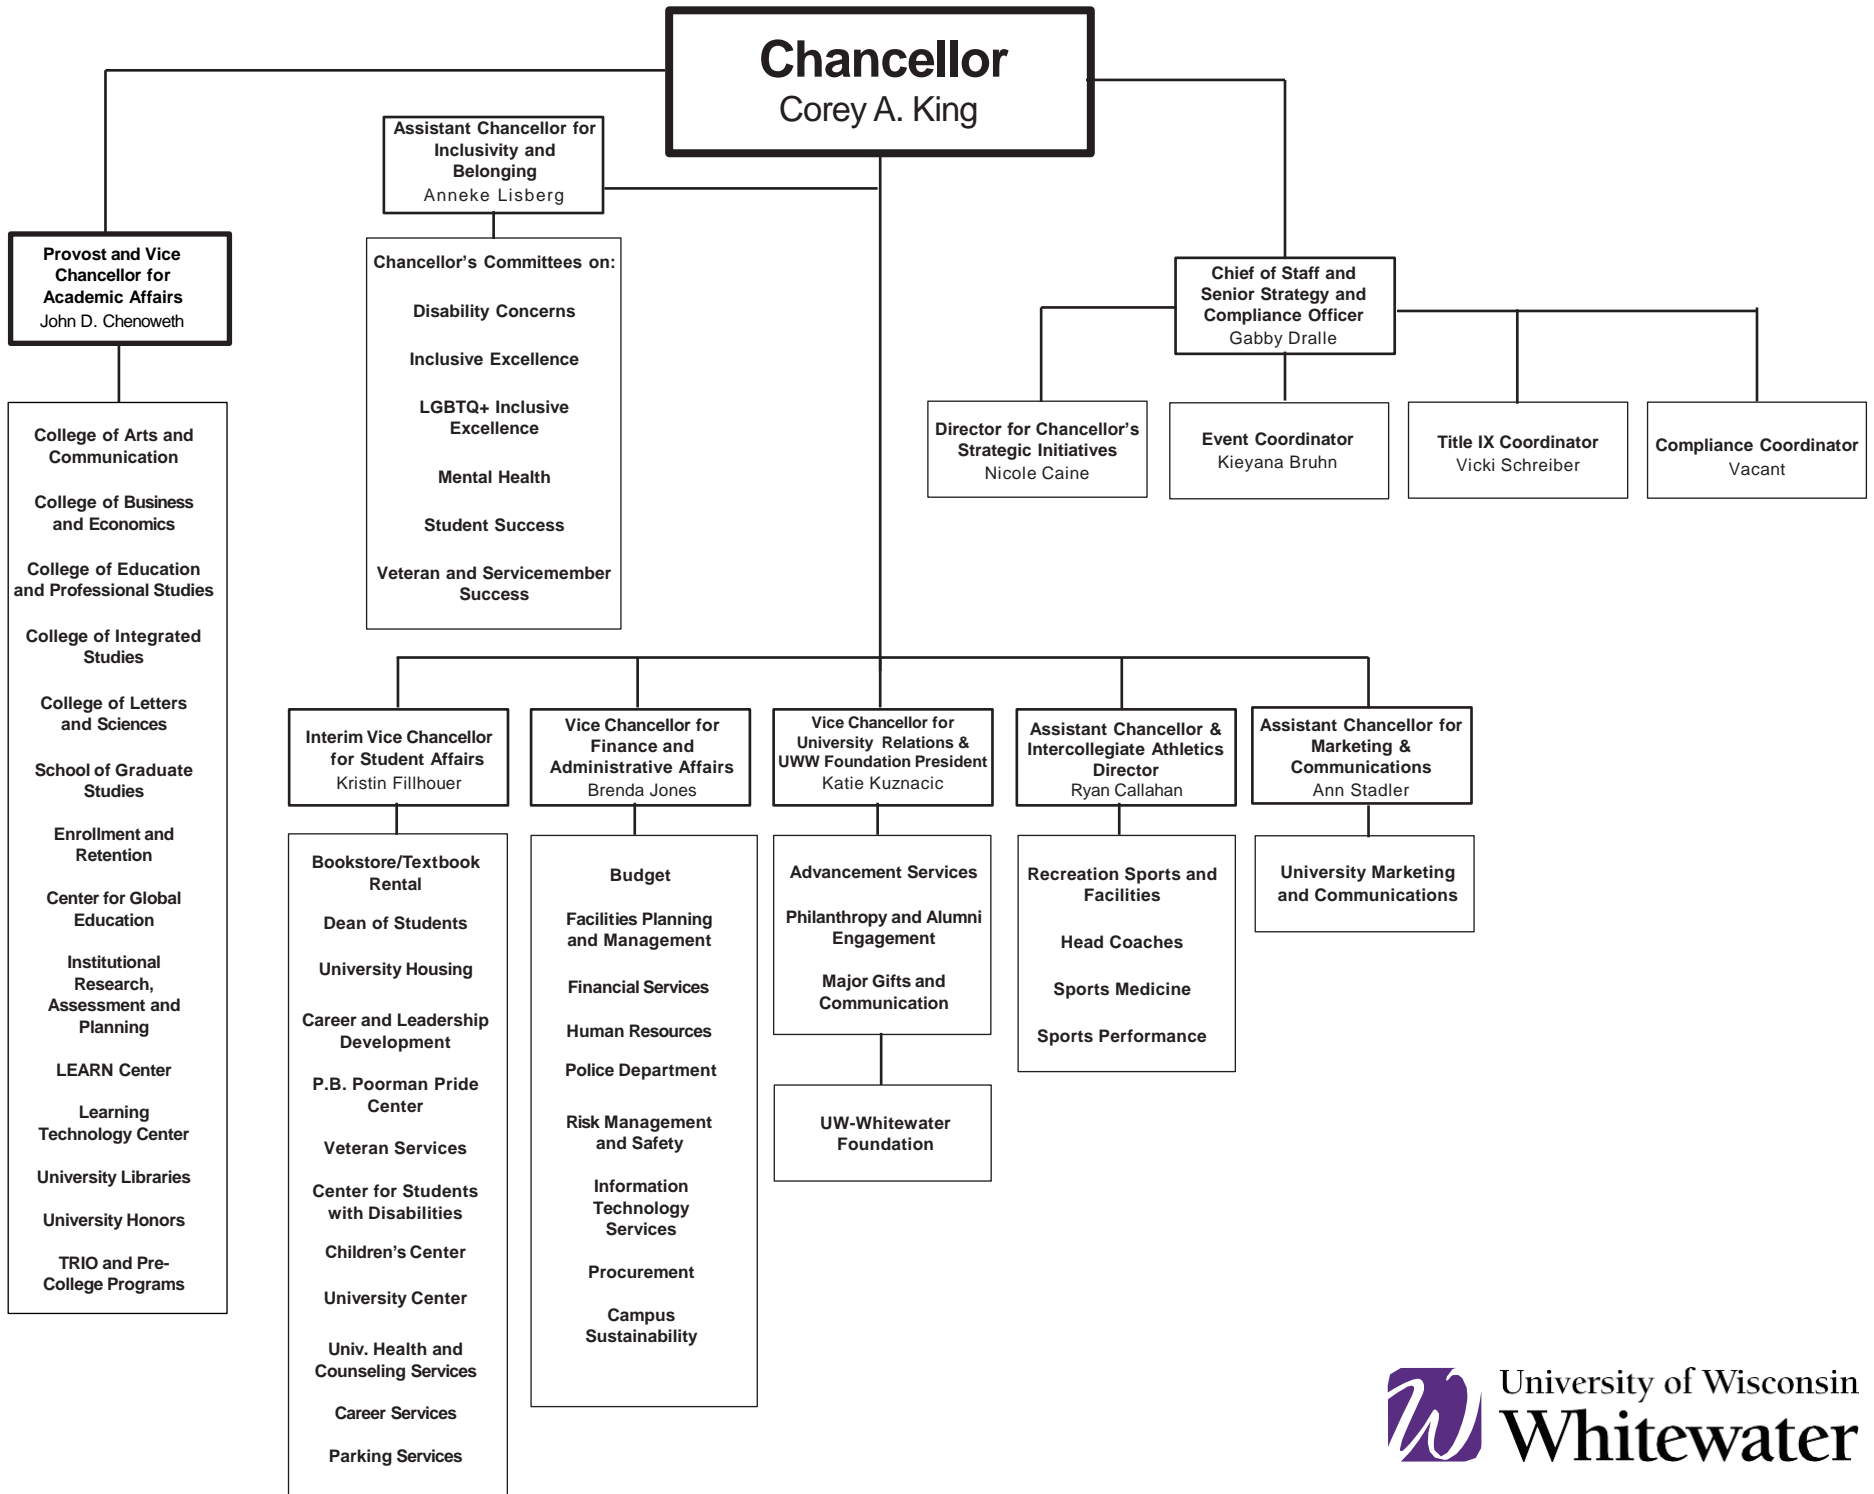 Chancellor
Corey A. King
Assistant Chancellor for
Inclusivity and
Belonging
Anneke Lisberg
Chancellor’s Committees on:
Disability Concerns
Inclusive Excellence
LGBTQ+ Inclusive
Excellence
Mental Health
Student Success
Veteran and Servicemember
Success
Provost and Vice
Chancellor for
Academic Affairs
John D. Chenoweth
College of Arts and
Communication
College of Business
and Economics
College of Education
and Professional Studies
College of Integrated
Studies
College of Letters
and Sciences
School of Graduate
Studies
Enrollment and
Retention
Center for Global
Education
Institutional
Research,
Assessment and
Planning
LEARN Center
Learning
Technology Center
University Libraries
University Honors
TRIO and Pre-
College Programs
Chief of Staff and
Senior Strategy and
Compliance Officer
Gabby Dralle
Director for Chancellor’s
Strategic Initiatives
Nicole Caine
Event Coordinator
Kieyana Bruhn
Title IX Coordinator
Vicki Schreiber
Compliance Coordinator
Vacant
Interim Vice Chancellor
for Student Affairs
Kristin Fillhouer
Bookstore/Textbook
Rental
Dean of Students
University Housing
Career and Leadership
Development
P.B. Poorman Pride
Center
Veteran Services
Center for Students
with Disabilities
Children’s Center
University Center
Univ. Health and
Counseling Services
Career Services
Parking Services
Vice Chancellor for
Finance and
Administrative Affairs
Brenda Jones
Budget
Facilities Planning
and Management
Financial Services
Human Resources
Police Department
Risk Management
and Safety
Information
Technology
Services
Procurement
Campus
Sustainability
Vice Chancellor for
University Relations &
UWW Foundation President
Katie Kuznacic
Advancement Services
Philanthropy and Alumni
Engagement
Major Gifts and
Communication
UW-Whitewater
Foundation
Assistant Chancellor &
Intercollegiate Athletics
Director
Ryan Callahan
Recreation Sports and
Facilities
Head Coaches
Sports Medicine
Sports Performance
Assistant Chancellor for
Marketing &
Communications
Ann Stadler
University Marketing
and Communications
W
University of Wisconsin
Whitewater